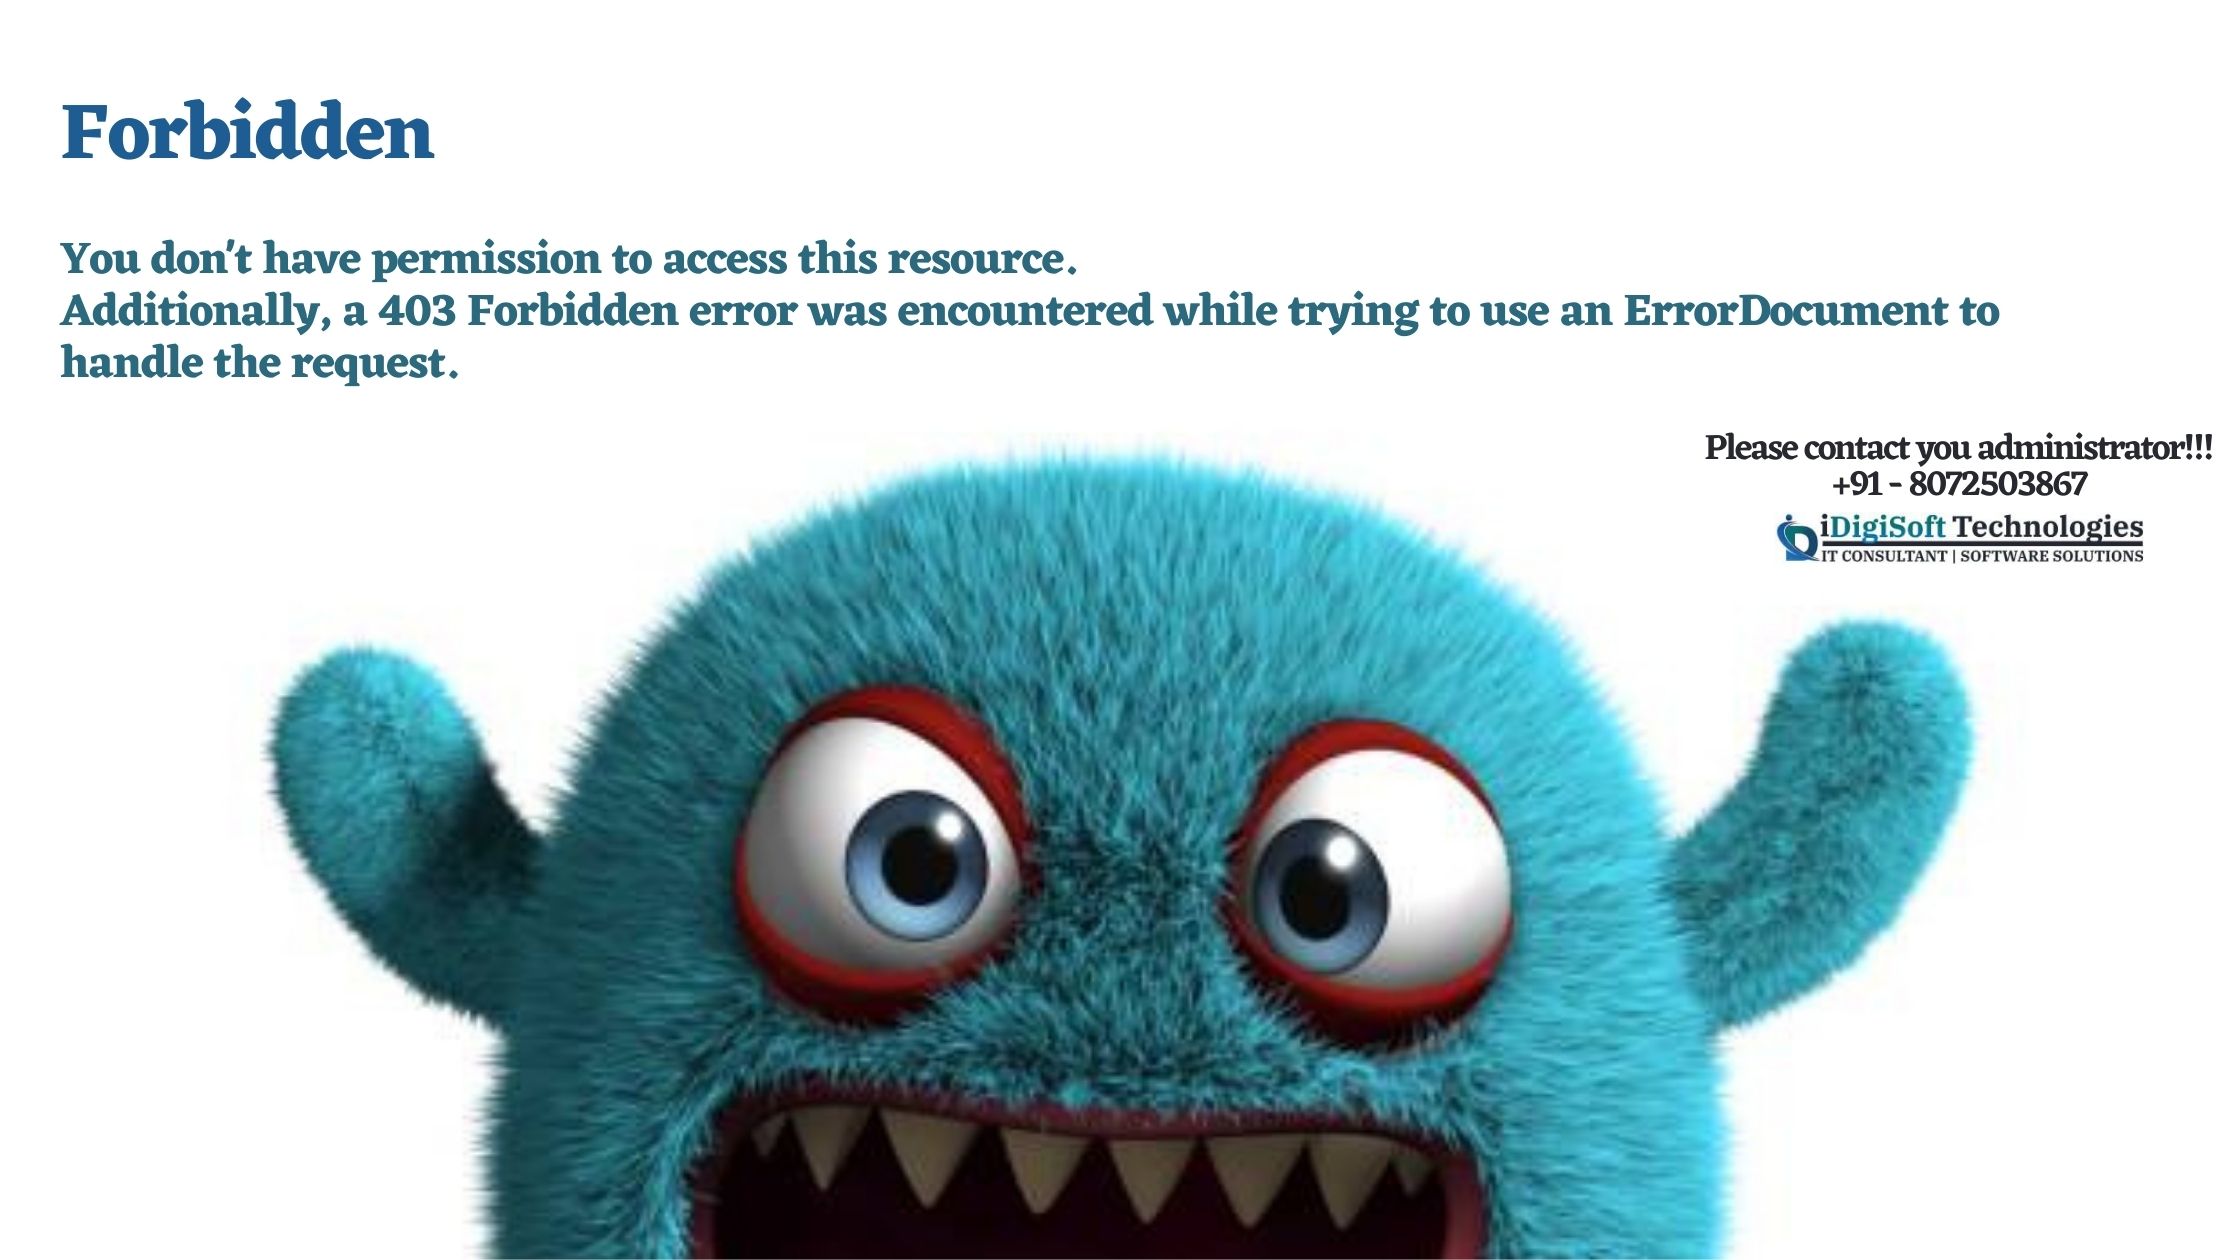 Forbidden
You don't have permission to access this resource.
Additionally, a 403 Forbidden error was encountered while trying to use an ErrorDocument to
handle the request.
Please contact you administrator!!!
+91 - 8072503867
iDigiSoft Technologies
IT CONSULTANT | SOFTWARE SOLUTIONS